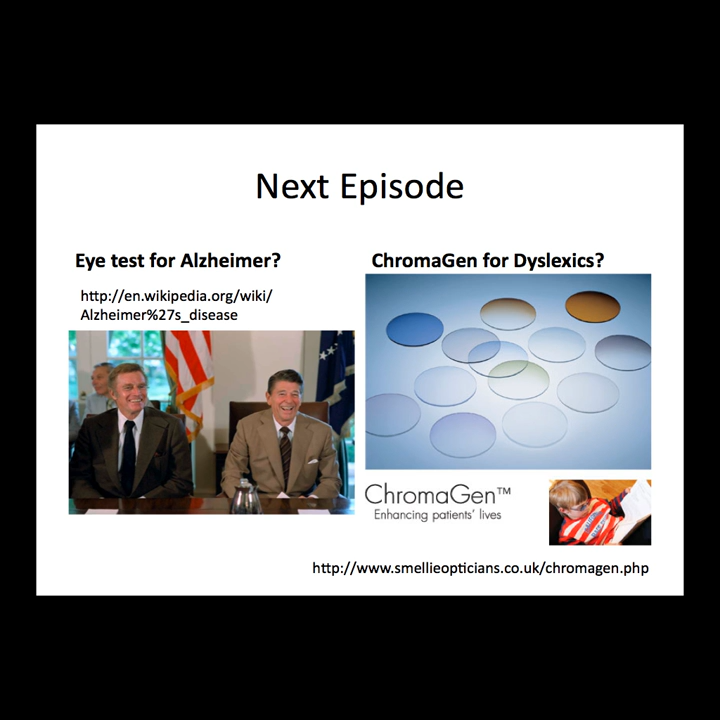 Next Episode
Eye test for Alzheimer?
http://en.wikipedia.org/wiki/
Alzheimer%27s_disease
ChromaGen for Dyslexics?
ChromaGen™
Enhancing patients' lives
http://www.smellieopticians.co.uk/chromagen.php